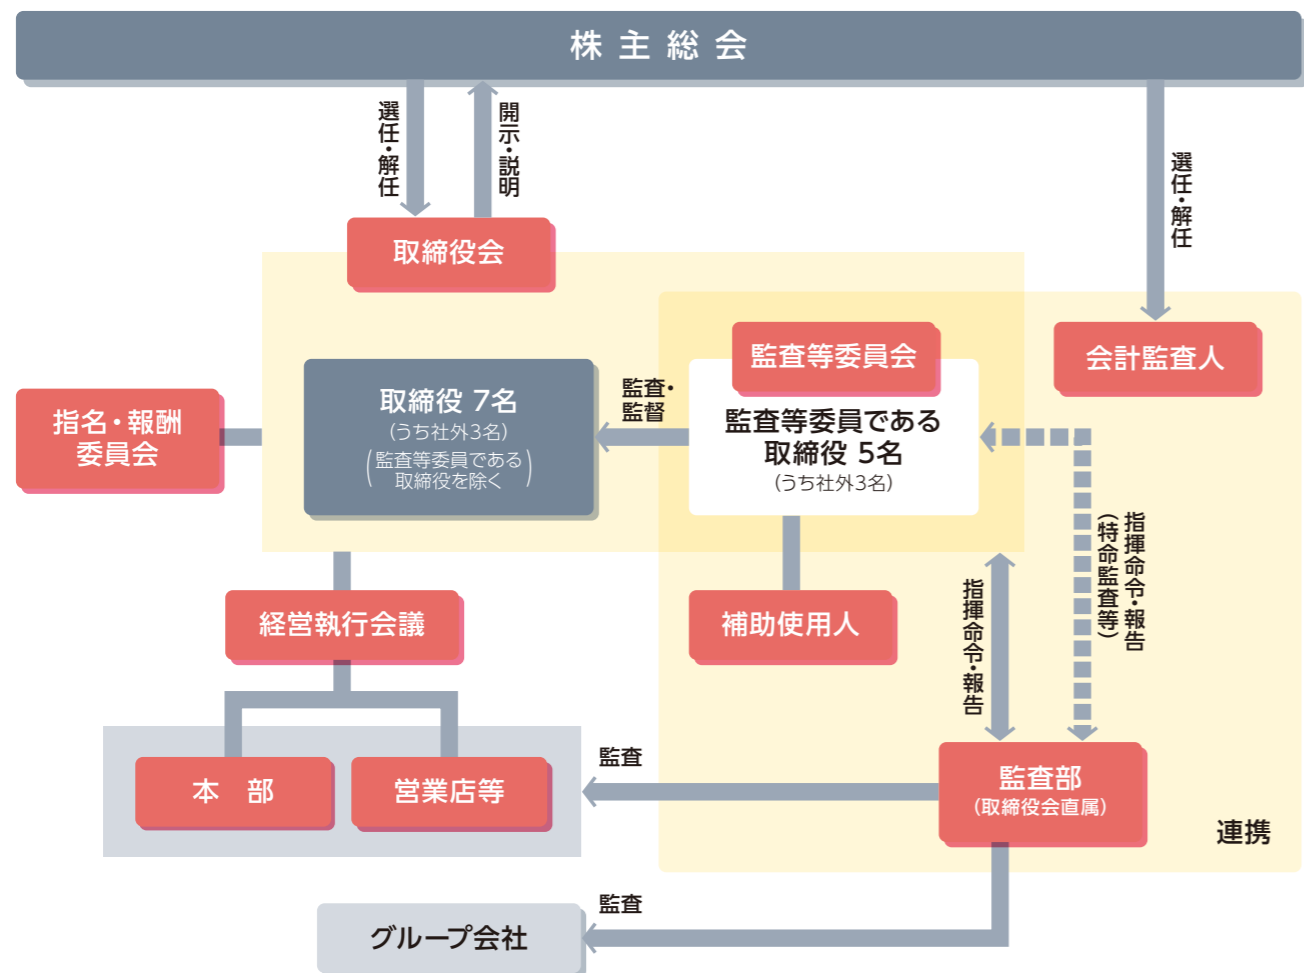 株主総会
選任・解任
開示・説明
選任・解任
取締役会
監査等委員会
会計監査人
指名・報酬
委員会
取締役 7名
(うち社外3名)
(監査等委員である
取締役を除く)
監査・
監督
監査等委員である
取締役 5名
(うち社外3名)
指揮命令・報告
(特命監査等)
経営執行会議
補助使用人
指揮命令・報告
本 部
営業店等
監査
監査部
(取締役会直属)
連携
監査
グループ会社